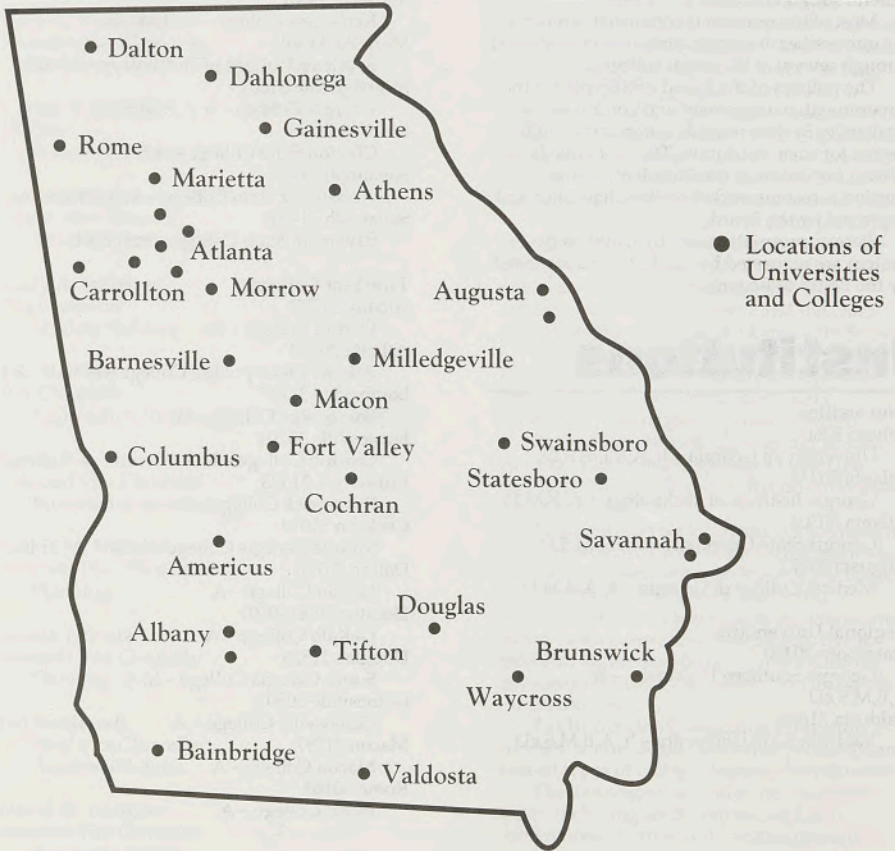 Dalton
Dahlonega
Gainesville
Rome
Marietta
Athens
Atlanta
Locations of
Universities
and Colleges
Carrollton
Morrow
Augusta
Barnesville
Milledgeville
Macon
Fort Valley
Swainsboro
Columbus
Statesboro
Cochran
Savannah
Americus
Douglas
Albany
Tifton
Brunswick
Waycross
Bainbridge
Valdosta